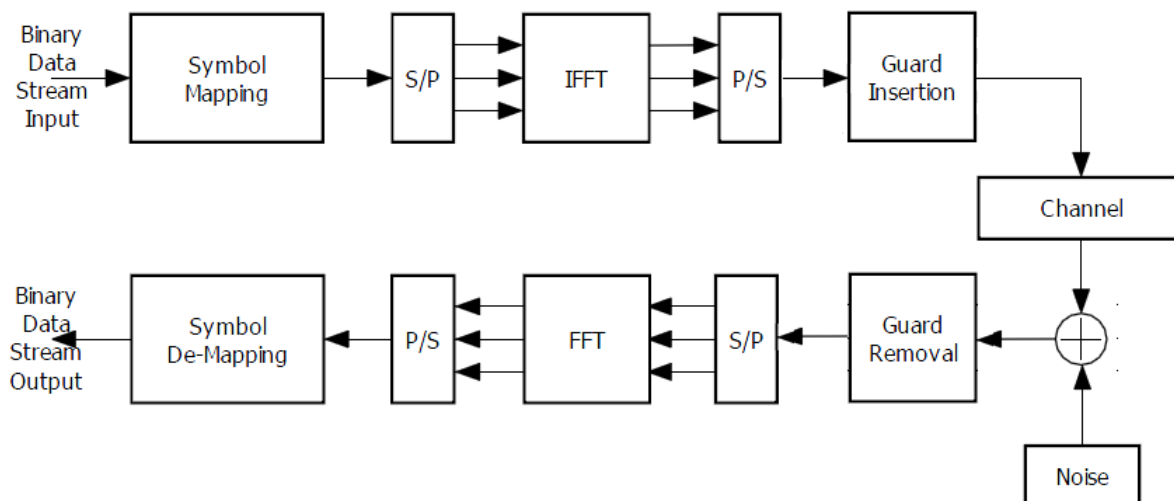 Binary
Data
Stream
Input
Symbol
Mapping
S/P
IFFT
P/S
Guard
Insertion
Channel
Binary
Data
Stream
Output
Symbol
De-Mapping
P/S
FFT
S/P
Guard
Removal
Noise